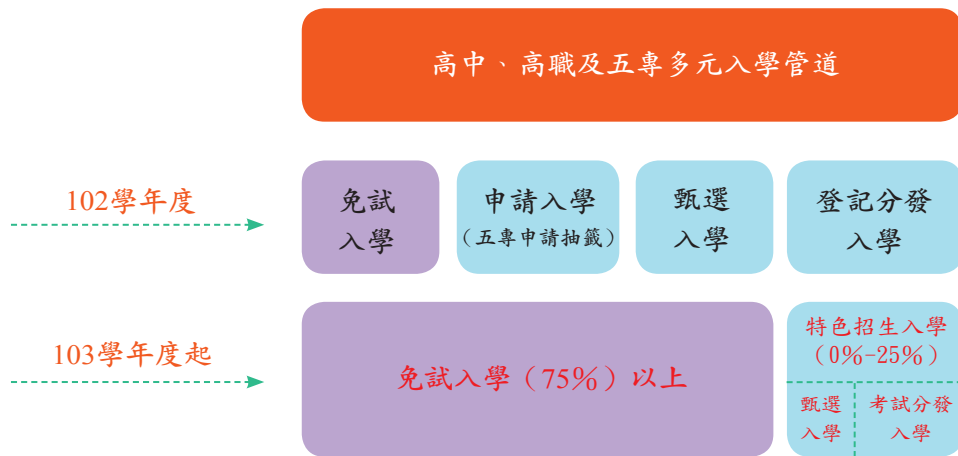 高中、高職及五專多元入學管道
102學年度
免試
入學
申請入學
（五專申請抽籤）
甄選
入學
登記分發
入學
103學年度起
免試入學（75%）以上
特色招生入學
（0%-25%）
甄選
入學
考試分發
入學